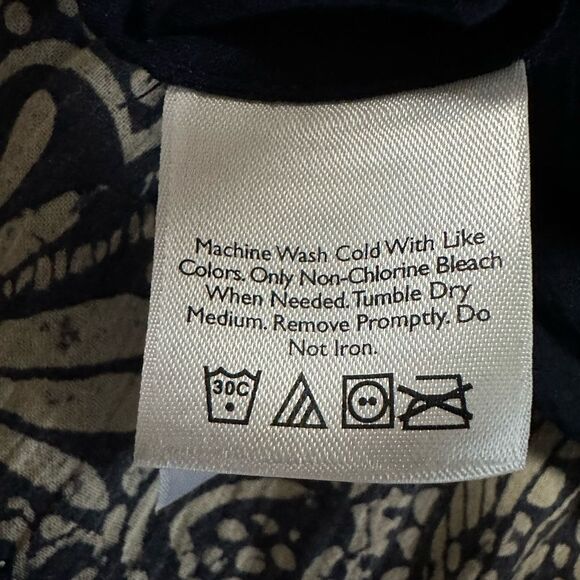 Machine Wash Cold With Like
Colors. Only Non-Chlorine Bleach
When Needed. Tumble Dry
Medium. Remove Promptly. Do
Not Iron.
30C